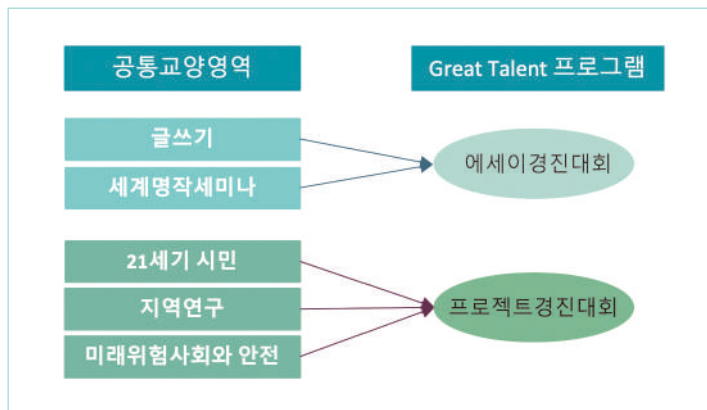 공통교양영역
Great Talent 프로그램
글쓰기
세계명작세미나
에세이경진대회
21세기 시민
지역연구
미래위험사회와 안전
프로젝트경진대회